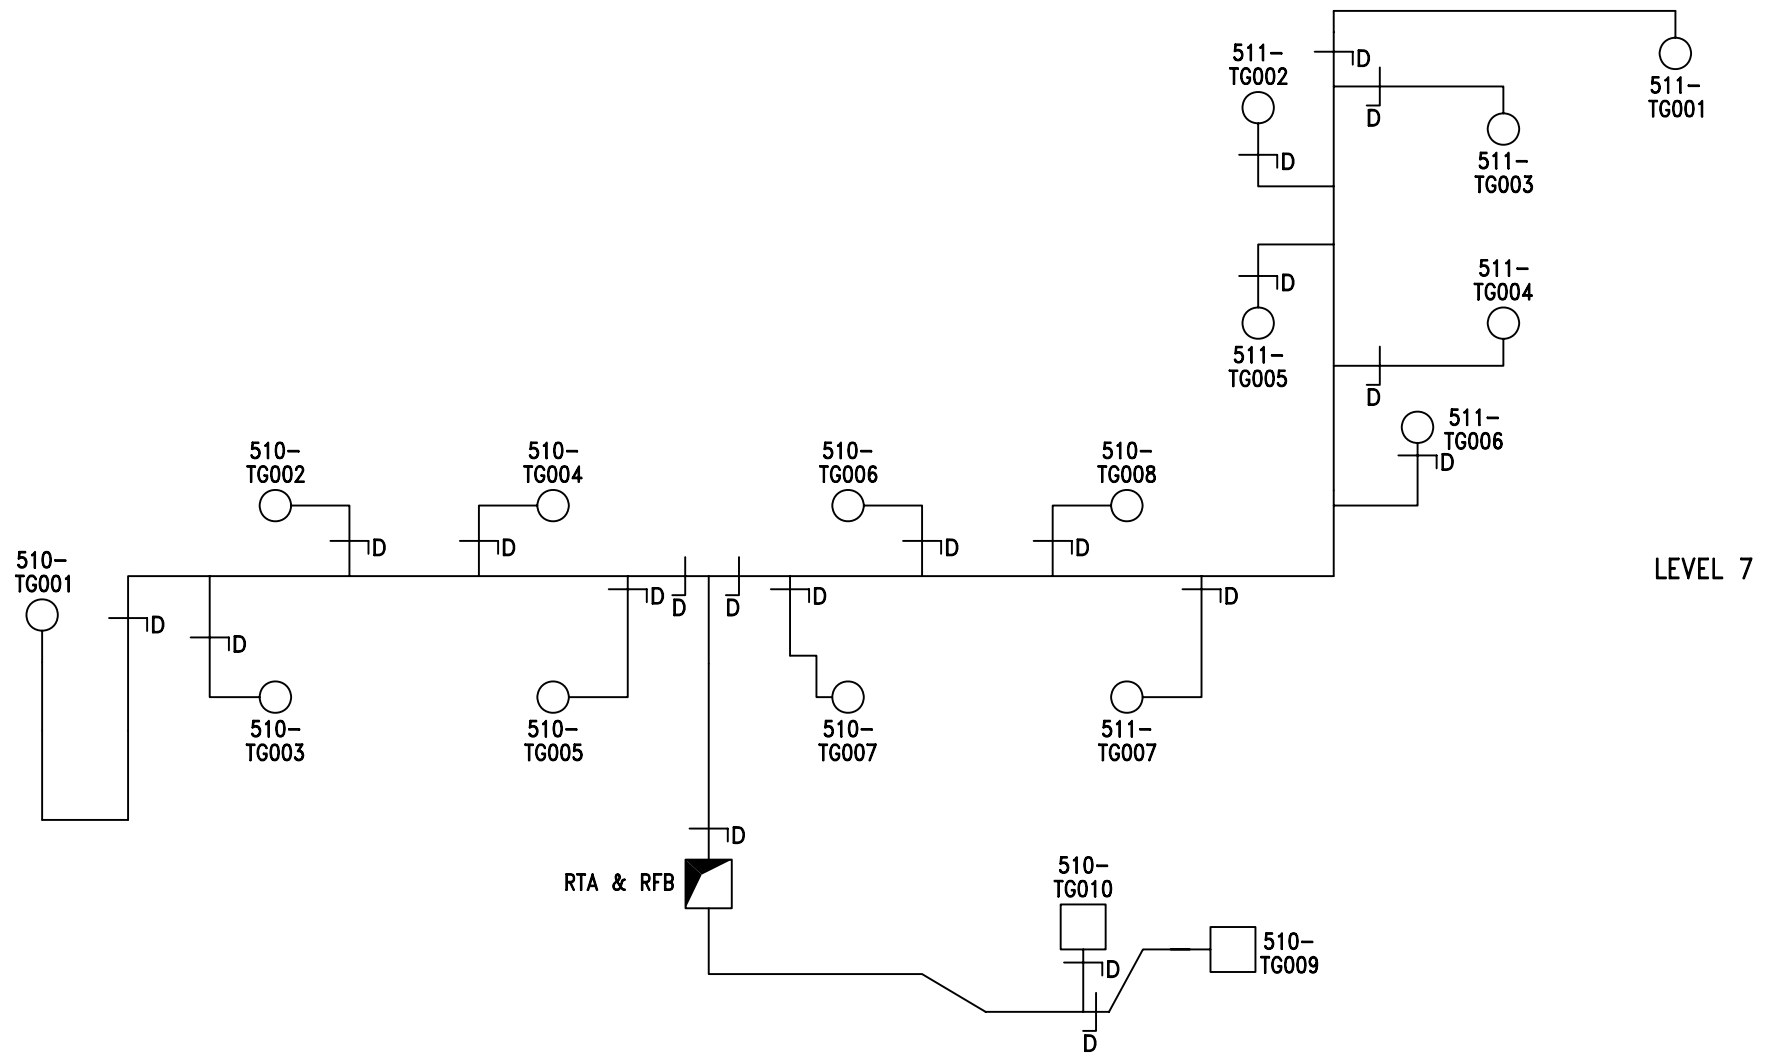 511-
TG002
D
511-
TG001
D
511-
TG003
D
D
511-
TG005
511-
TG004
D
511-
TG006
D
510-
TG002
510-
TG004
510-
TG006
510-
TG008
D
D
D
D
510-
TG001
LEVEL 7
D
D
D
D
D
D
D
510-
TG003
510-
TG005
510-
TG007
511-
TG007
D
RTA & RFB
510-
TG010
D
510-
TG009
D